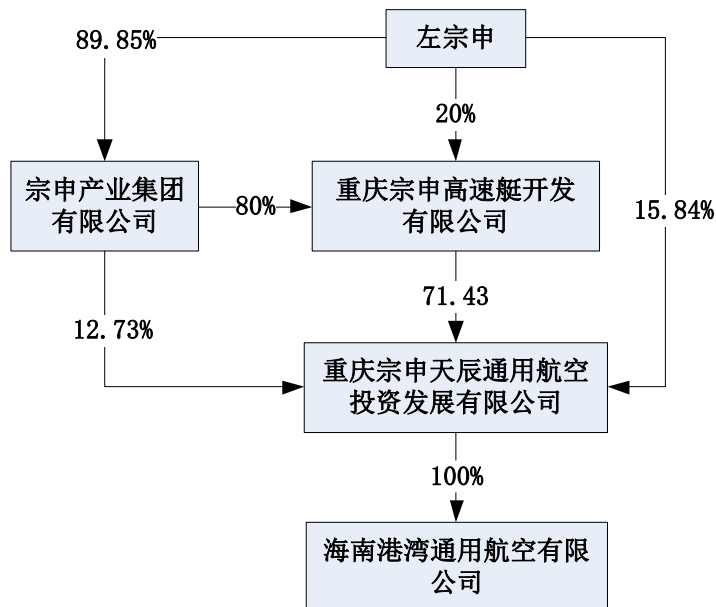 左宗申
89.85%
20%
宗申产业集团
有限公司
80%
重庆宗申高速艇开发
有限公司
15.84%
71.43
12.73%
重庆宗申天辰通用航空
投资发展有限公司
100%
海南港湾通用航空有限
公司